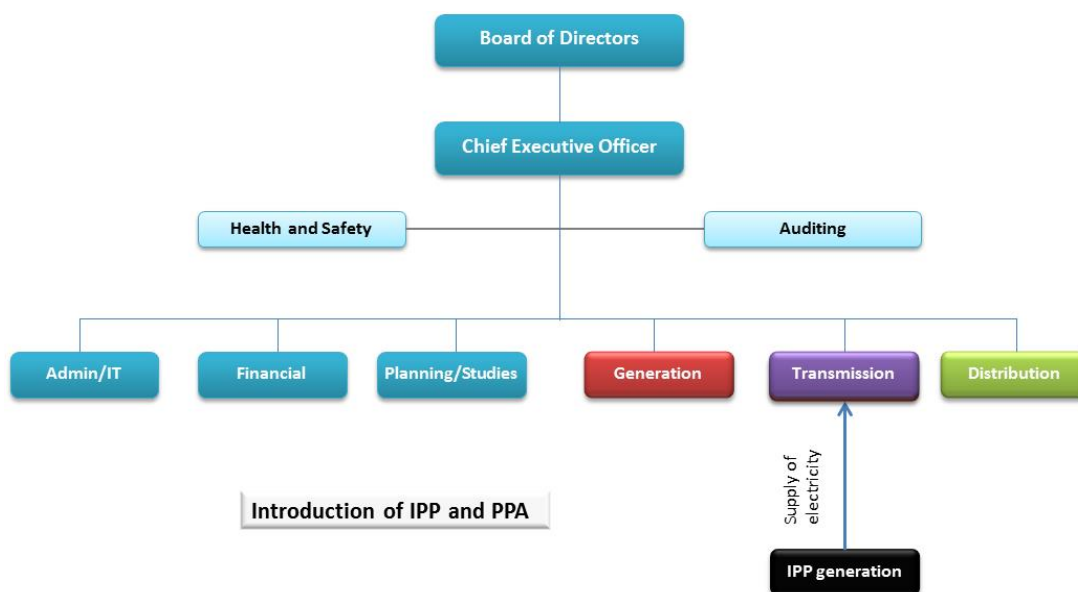 Board of Directors
Chief Executive Officer
Health and Safety
Auditing
Admin/IT
Financial
Planning/Studies
Generation
Transmission
Distribution
Supply of
electricity
Introduction of IPP and PPA
IPP generation